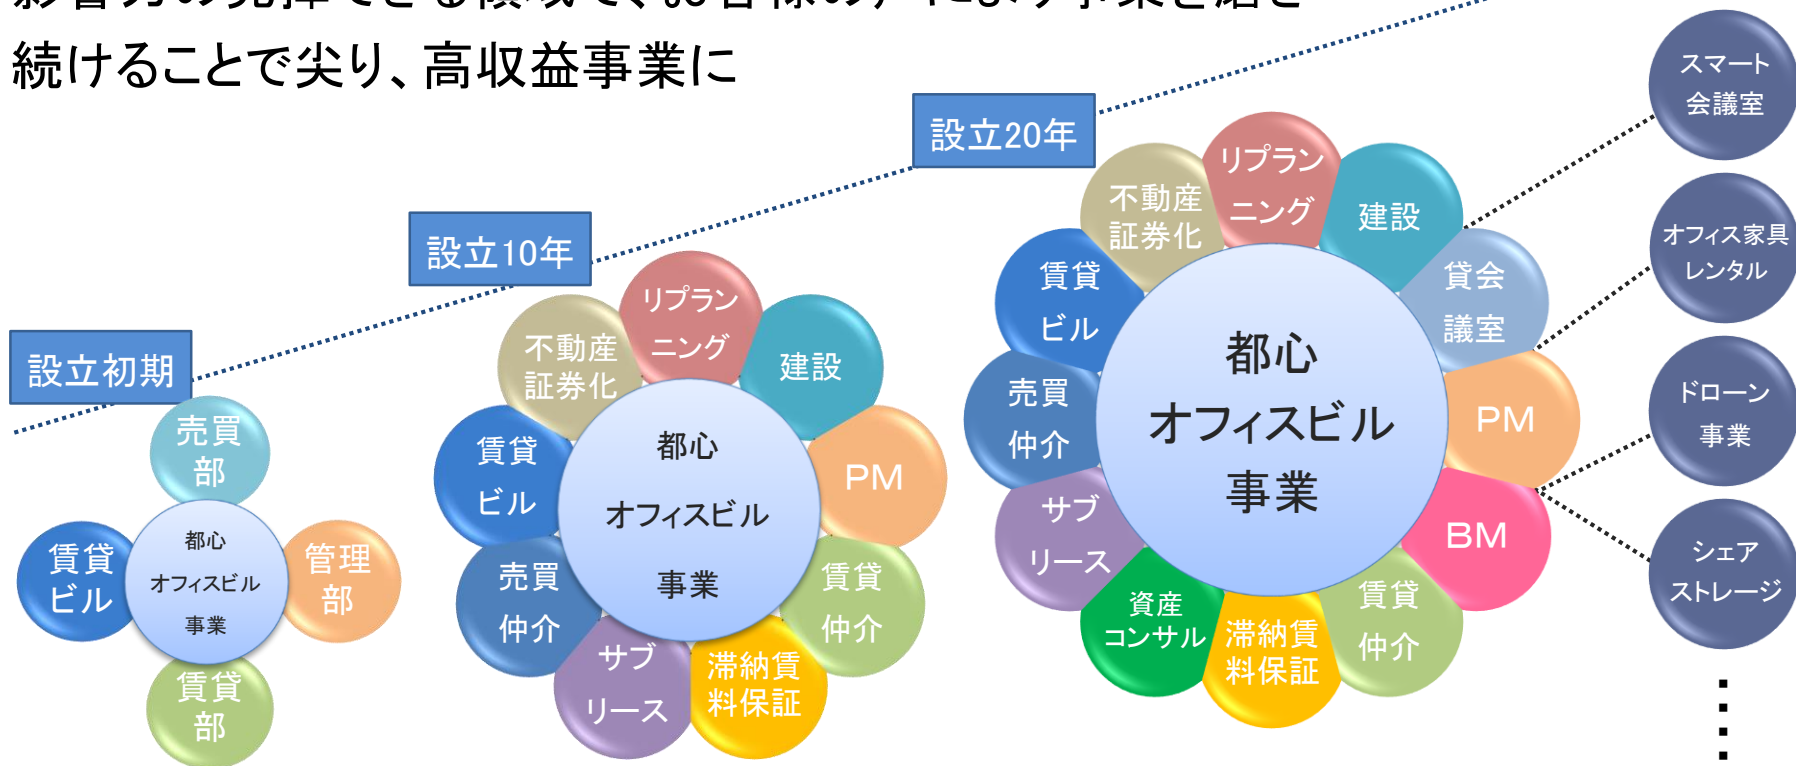 続けることで尖り、高収益事業に
設立初期
売買
部
賃貸
ビル
都心
オフィスビル
事業
管理
部
賃貸
部
設立10年
リプラン
ニング
不動産
証券化
建設
賃貸
ビル
都心
オフィスビル
事業
PM
売買
仲介
賃貸
仲介
サブ
リース
滞納賃
料保証
設立20年
リプラン
ニング
不動産
証券化
建設
賃貸
ビル
貸会
議室
都心
オフィスビル
事業
売買
仲介
PM
サブ
リース
BM
資産
コンサル
滞納賃
料保証
賃貸
仲介
スマート
会議室
オフィス家具
レンタル
ドローン
事業
シェア
ストレージ